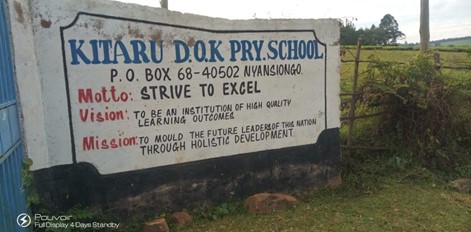 KITARU D.O.K PRY. SCHOOL
P. O. BOX 68-40502 NYANSIONGO.
Motto: STRIVE TO EXCEL
Vision: TO BE AN INSTITUTION OF HIGH QUALITY
LEARNING OUTCOMES
Mission: TO MOULD THE FUTURE LEADERS OF THIS NATION
THROUGH HOLISTIC DEVELOPMENT.
Pouvoir
Full Display 4 Days Standby